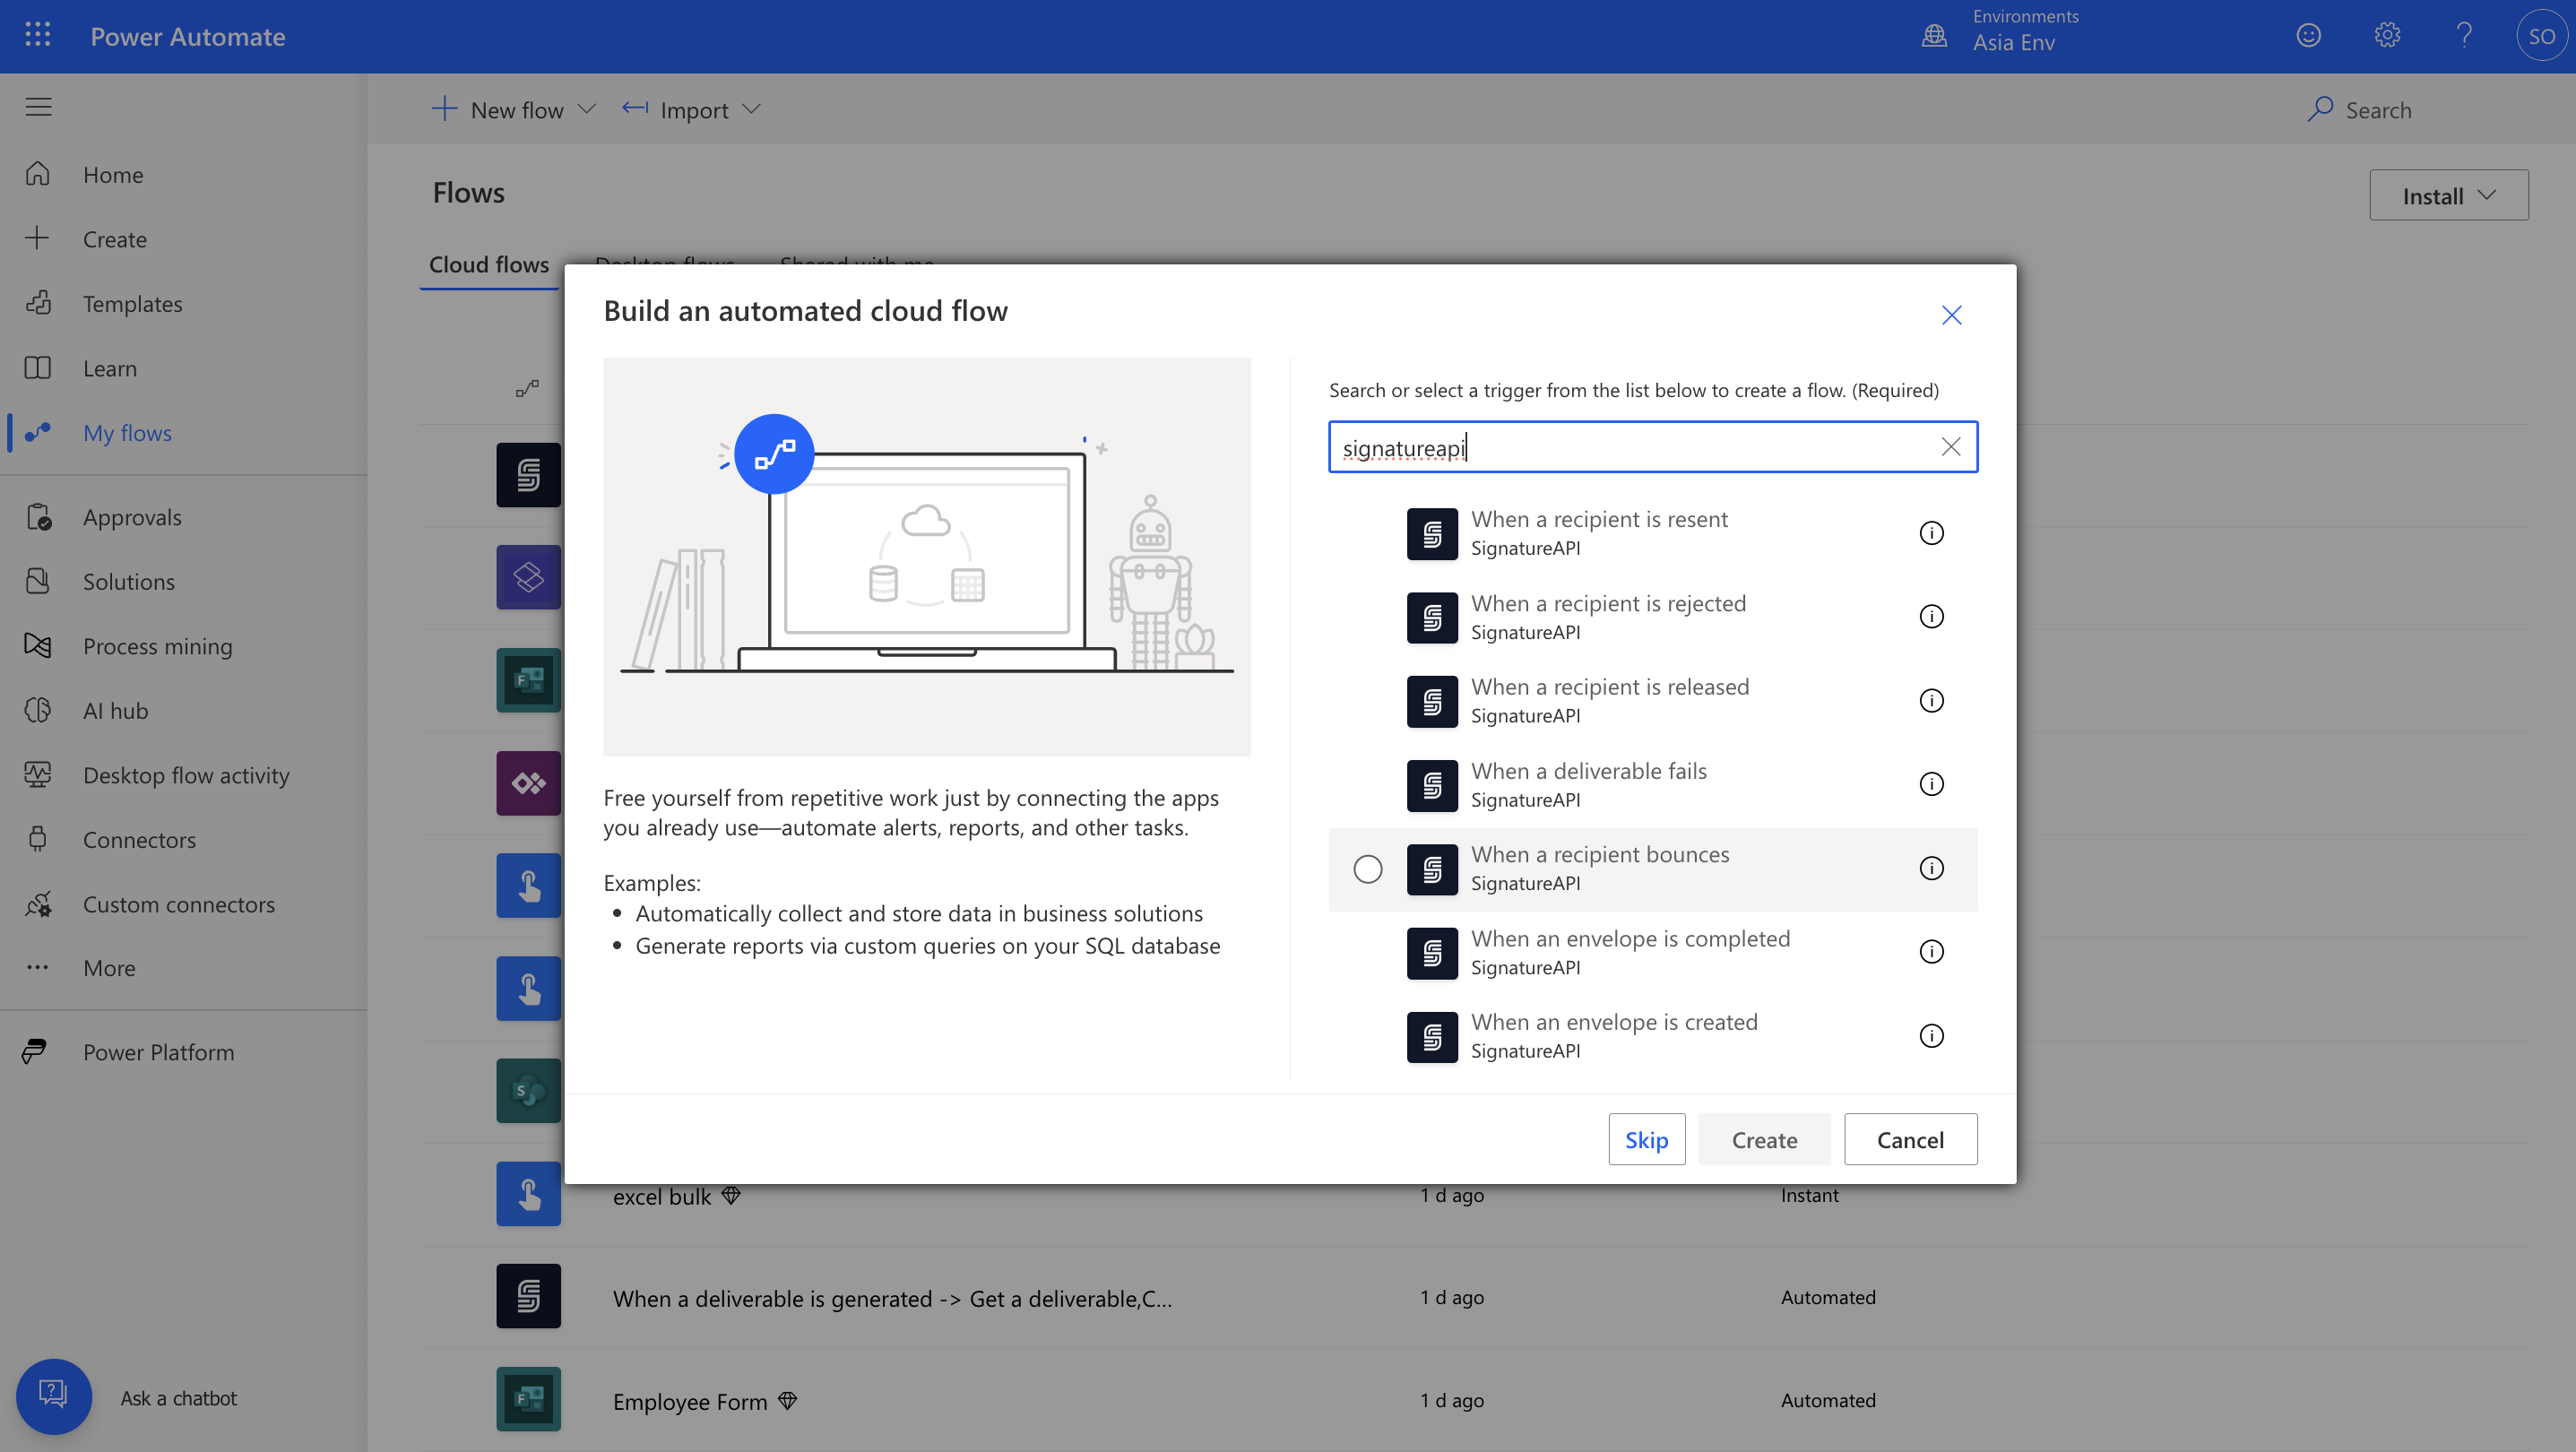 Power Automate
Environments
Asia Env
SO
New flow
Import
Search
Home
Create
Templates
Learn
My flows
Approvals
Solutions
Process mining
AI hub
Desktop flow activity
Connectors
Custom connectors
More
Power Platform
Ask a chatbot
Flows
Install
Cloud flows
Desktop flows
Shared with me
Build an automated cloud flow
Free yourself from repetitive work just by connecting the apps
you already use—automate alerts, reports, and other tasks.
Examples:
Automatically collect and store data in business solutions
Generate reports via custom queries on your SQL database
Search or select a trigger from the list below to create a flow. (Required)
signatureapi
When a recipient is resent
SignatureAPI
When a recipient is rejected
SignatureAPI
When a recipient is released
SignatureAPI
When a deliverable fails
SignatureAPI
When a recipient bounces
SignatureAPI
When an envelope is completed
SignatureAPI
When an envelope is created
SignatureAPI
Skip
Create
Cancel
excel bulk
1 d ago
Instant
When a deliverable is generated -> Get a deliverable,C...
1 d ago
Automated
Employee Form
1 d ago
Automated